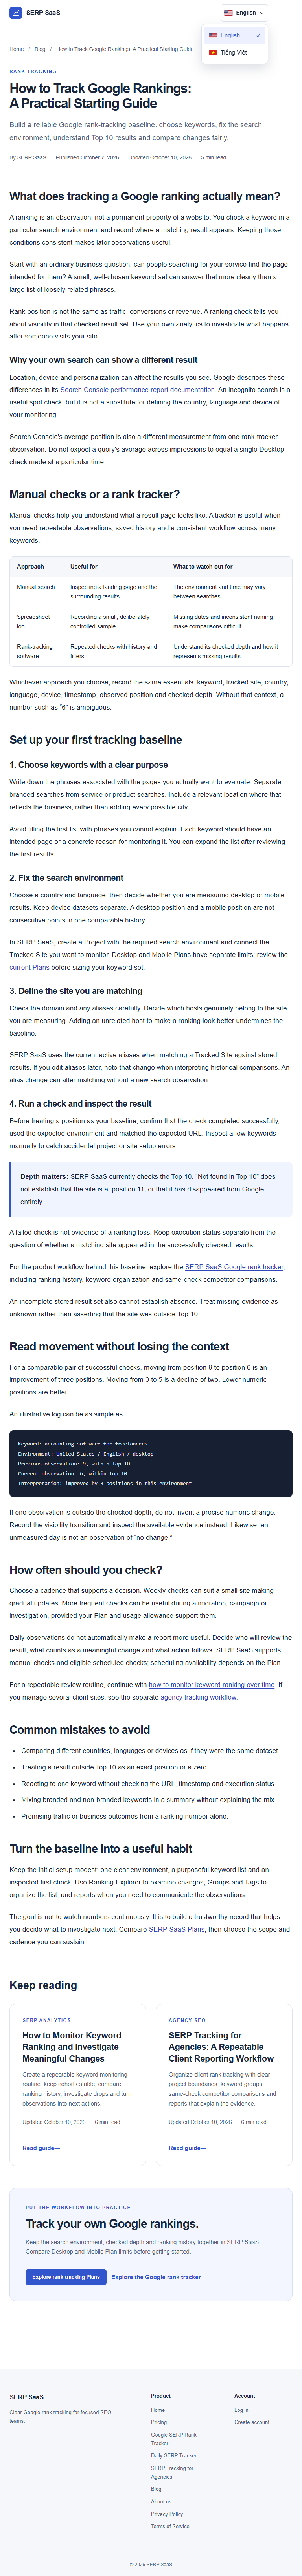 SERP SaaS
English
English
Tiếng Việt
Home / Blog / How to Track Google Rankings: A Practical Starting Guide
RANK TRACKING
How to Track Google Rankings:
A Practical Starting Guide
Build a reliable Google rank-tracking baseline: choose keywords, fix the search
environment, understand Top 10 results and compare changes fairly.
By SERP SaaS Published October 7, 2026 Updated October 10, 2026 5 min read
What does tracking a Google ranking actually mean?
A ranking is an observation, not a permanent property of a website. You check a keyword in a
particular search environment and record where a matching result appears. Keeping those
conditions consistent makes later observations useful.
Start with an ordinary business question: can people searching for your service find the page
intended for them? A small, well-chosen keyword set can answer that more clearly than a
large list of loosely related phrases.
Rank position is not the same as traffic, conversions or revenue. A ranking check tells you
about visibility in that checked result set. Use your own analytics to investigate what happens
after someone visits your site.
Why your own search can show a different result
Location, device and personalization can affect the results you see. Google describes these
differences in its Search Console performance report documentation. An incognito search is a
useful spot check, but it is not a substitute for defining the country, language and device of
your monitoring.
Search Console's average position is also a different measurement from one rank-tracker
observation. Do not expect a query's average across impressions to equal a single Desktop
check made at a particular time.
Manual checks or a rank tracker?
Manual checks help you understand what a result page looks like. A tracker is useful when
you need repeatable observations, saved history and a consistent workflow across many
keywords.
Approach Useful for What to watch out for
Manual search Inspecting a landing page and the surrounding results The environment and time may vary between searches
Spreadsheet log Recording a small, deliberately controlled sample Missing dates and inconsistent naming make comparisons difficult
Rank-tracking software Repeated checks with history and filters Understand its checked depth and how it represents missing results
Whichever approach you choose, record the same essentials: keyword, tracked site, country,
language, device, timestamp, observed position and checked depth. Without that context, a
number such as "6" is ambiguous.
Set up your first tracking baseline
1. Choose keywords with a clear purpose
Write down the phrases associated with the pages you actually want to evaluate. Separate
branded searches from service or product searches. Include a relevant location where that
reflects the business, rather than adding every possible city.
Avoid filling the first list with phrases you cannot explain. Each keyword should have an
intended page or a concrete reason for monitoring it. You can expand the list after reviewing
the first results.
2. Fix the search environment
Choose a country and language, then decide whether you are measuring desktop or mobile
results. Keep device datasets separate. A desktop position and a mobile position are not
consecutive points in one comparable history.
In SERP SaaS, create a Project with the required search environment and connect the
Tracked Site you want to monitor. Desktop and Mobile Plans have separate limits; review the
current Plans before sizing your keyword set.
3. Define the site you are matching
Check the domain and any aliases carefully. Decide which hosts genuinely belong to the site
you are measuring. Adding an unrelated host to make a ranking look better undermines the
baseline.
SERP SaaS uses the current active aliases when matching a Tracked Site against stored
results. If you edit aliases later, note that change when interpreting historical comparisons. An
alias change can alter matching without a new search observation.
4. Run a check and inspect the result
Before treating a position as your baseline, confirm that the check completed successfully,
used the expected environment and matched the expected URL. Inspect a few keywords
manually to catch accidental project or site setup errors.
Depth matters: SERP SaaS currently checks the Top 10. "Not found in Top 10" does
not establish that the site is at position 11, or that it has disappeared from Google
entirely.
A failed check is not evidence of a ranking loss. Keep execution status separate from the
question of whether a matching site appeared in the successfully checked results.
For the product workflow behind this baseline, explore the SERP SaaS Google rank tracker,
including ranking history, keyword organization and same-check competitor comparisons.
An incomplete stored result set also cannot establish absence. Treat missing evidence as
unknown rather than asserting that the site was outside Top 10.
Read movement without losing the context
For a comparable pair of successful checks, moving from position 9 to position 6 is an
improvement of three positions. Moving from 3 to 5 is a decline of two. Lower numeric
positions are better.
An illustrative log can be as simple as:
Keyword: accounting software for freelancers
Environment: United States / English / desktop
Previous observation: 9, within Top 10
Current observation: 6, within Top 10
Interpretation: improved by 3 positions in this environment
If one observation is outside the checked depth, do not invent a precise numeric change.
Record the visibility transition and inspect the available evidence instead. Likewise, an
unmeasured day is not an observation of "no change."
How often should you check?
Choose a cadence that supports a decision. Weekly checks can suit a small site making
gradual updates. More frequent checks can be useful during a migration, campaign or
investigation, provided your Plan and usage allowance support them.
Daily observations do not automatically make a report more useful. Decide who will review the
result, what counts as a meaningful change and what action follows. SERP SaaS supports
manual checks and eligible scheduled checks; scheduling availability depends on the Plan.
For a repeatable review routine, continue with how to monitor keyword ranking over time. If
you manage several client sites, see the separate agency tracking workflow.
Common mistakes to avoid
• Comparing different countries, languages or devices as if they were the same dataset.
• Treating a result outside Top 10 as an exact position or a zero.
• Reacting to one keyword without checking the URL, timestamp and execution status.
• Mixing branded and non-branded keywords in a summary without explaining the mix.
• Promising traffic or business outcomes from a ranking number alone.
Turn the baseline into a useful habit
Keep the initial setup modest: one clear environment, a purposeful keyword list and an
inspected first check. Use Ranking Explorer to examine changes, Groups and Tags to
organize the list, and reports when you need to communicate the observations.
The goal is not to watch numbers continuously. It is to build a trustworthy record that helps
you decide what to investigate next. Compare SERP SaaS Plans, then choose the scope and
cadence you can sustain.
Keep reading
SERP ANALYTICS
How to Monitor Keyword
Ranking and Investigate
Meaningful Changes
Create a repeatable keyword monitoring
routine: keep cohorts stable, compare
ranking history, investigate drops and turn
observations into next actions.
Updated October 10, 2026 6 min read
Read guide→
AGENCY SEO
SERP Tracking for
Agencies: A Repeatable
Client Reporting Workflow
Organize client rank tracking with clear
project boundaries, keyword groups,
same-check competitor comparisons and
reports that explain the evidence.
Updated October 10, 2026 6 min read
Read guide→
PUT THE WORKFLOW INTO PRACTICE
Track your own Google rankings.
Keep the search environment, checked depth and ranking history together in SERP SaaS.
Compare Desktop and Mobile Plan limits before getting started.
Explore rank-tracking Plans
Explore the Google rank tracker
SERP SaaS
Clear Google rank tracking for focused SEO
teams.
Product
Home
Pricing
Google SERP Rank
Tracker
Daily SERP Tracker
SERP Tracking for
Agencies
Blog
About us
Privacy Policy
Terms of Service
Account
Log in
Create account
© 2026 SERP SaaS